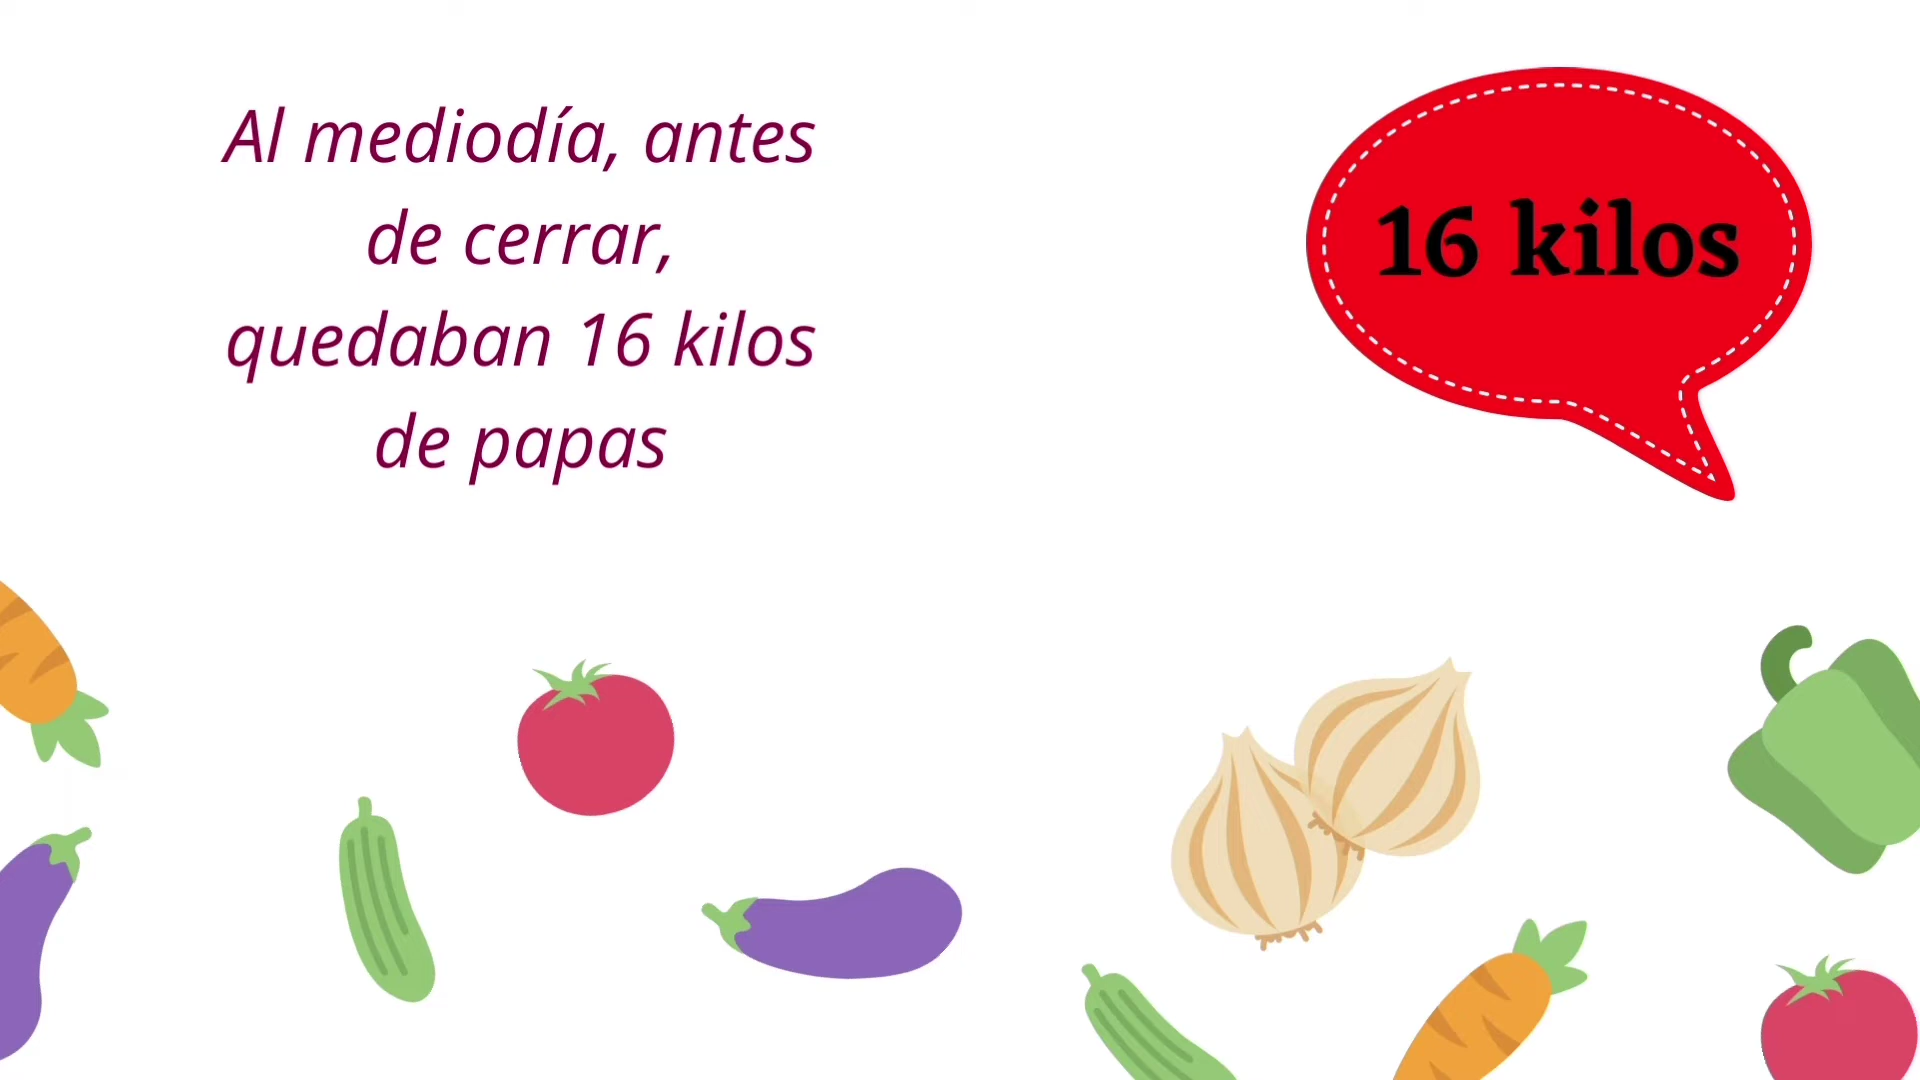 Al mediodía, antes
de cerrar,
quedaban 16 kilos
de papas
16 kilos